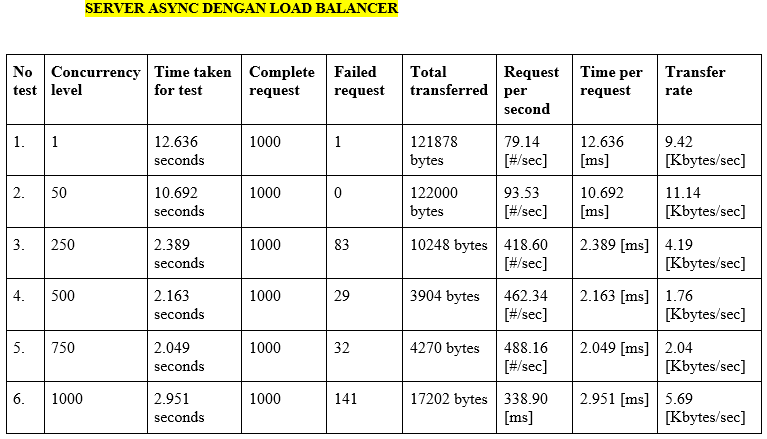 SERVER ASYNC DENGAN LOAD BALANCER
No test Concurrency level Time taken for test Complete request Failed request Total transferred Request per second Time per request Transfer rate
1. 1 12.636 seconds 1000 1 121878 bytes 79.14 [#/sec] 12.636 [ms] 9.42 [Kbytes/sec]
2. 50 10.692 seconds 1000 0 122000 bytes 93.53 [#/sec] 10.692 [ms] 11.14 [Kbytes/sec]
3. 250 2.389 seconds 1000 83 10248 bytes 418.60 [#/sec] 2.389 [ms] 4.19 [Kbytes/sec]
4. 500 2.163 seconds 1000 29 3904 bytes 462.34 [#/sec] 2.163 [ms] 1.76 [Kbytes/sec]
5. 750 2.049 seconds 1000 32 4270 bytes 488.16 [#/sec] 2.049 [ms] 2.04 [Kbytes/sec]
6. 1000 2.951 seconds 1000 141 17202 bytes 338.90 [ms] 2.951 [ms] 5.69 [Kbytes/sec]